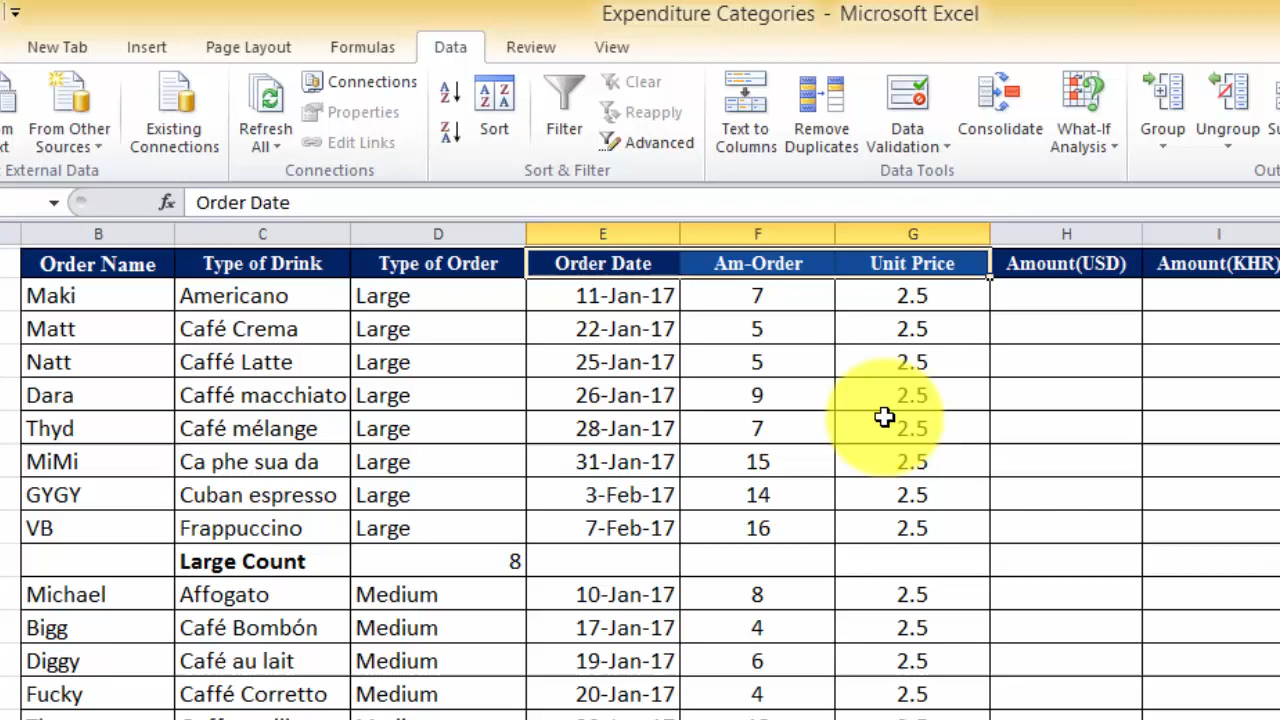 Expenditure Categories - Microsoft Excel
New Tab Insert Page Layout Formulas Data Review View
From Other Sources
Existing Connections
Refresh All
Connections
Properties
Edit Links
Sort
Filter
Clear
Reapply
Advanced
Text to Columns
Remove Duplicates
Data Validation
Consolidate
What-If Analysis
Group
Ungroup
External Data Connections Sort & Filter Data Tools
fx Order Date
B C D E F G H I
Order Name Type of Drink Type of Order Order Date Am-Order Unit Price Amount(USD) Amount(KHR)
Maki Americano Large 11-Jan-17 7 2.5
Matt Café Crema Large 22-Jan-17 5 2.5
Natt Caffé Latte Large 25-Jan-17 5 2.5
Dara Caffé macchiato Large 26-Jan-17 9 2.5
Thyd Café mélange Large 28-Jan-17 7 2.5
MiMi Ca phe sua da Large 31-Jan-17 15 2.5
GYGY Cuban espresso Large 3-Feb-17 14 2.5
VB Frappuccino Large 7-Feb-17 16 2.5
Large Count 8
Michael Affogato Medium 10-Jan-17 8 2.5
Bigg Café Bombón Medium 17-Jan-17 4 2.5
Diggy Café au lait Medium 19-Jan-17 6 2.5
Fucky Caffé Corretto Medium 20-Jan-17 4 2.5